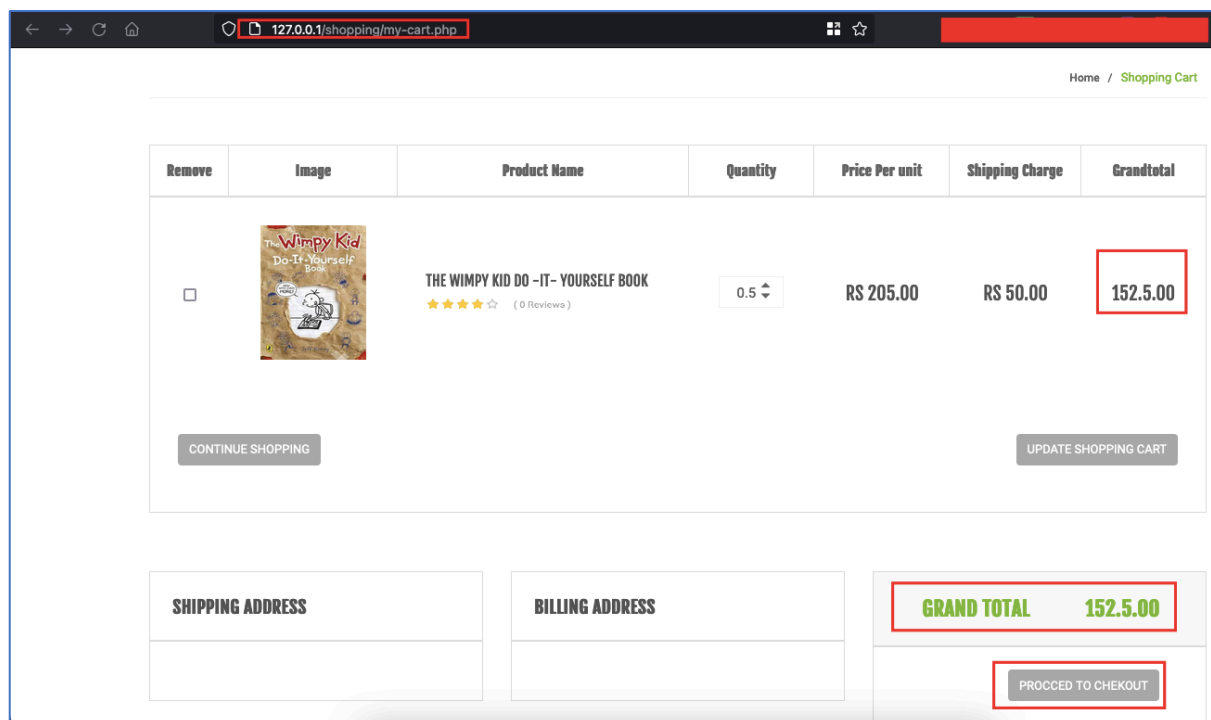 127.0.0.1/shopping/my-cart.php
Home / Shopping Cart
Remove Image Product Name Quantity Price Per unit Shipping Charge Grandtotal
The Wimpy Kid
Do-It-Yourself
Book
THE WIMPY KID DO -IT- YOURSELF BOOK
( 0 Reviews )
0.5 RS 205.00 RS 50.00 152.5.00
CONTINUE SHOPPING UPDATE SHOPPING CART
SHIPPING ADDRESS BILLING ADDRESS GRAND TOTAL 152.5.00
PROCCED TO CHEKOUT